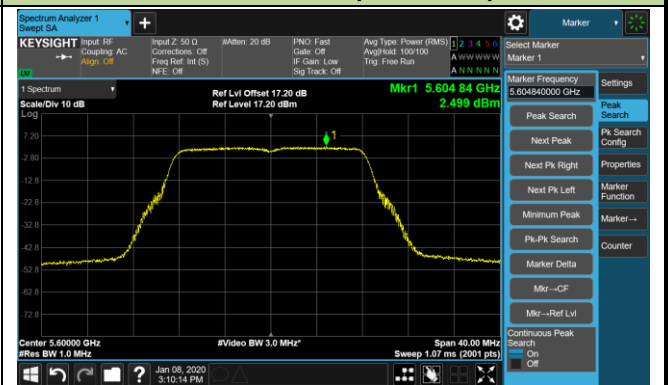 Spectrum Analyzer 1
Swept SA
+
Marker
KEYSIGHT
Input: RF
Coupling: AC
Align: Off
Input Z: 50 Ω
Corrections: Off
Freq Ref: Int (S)
NFE: Off
#Atten: 20 dB
PNO: Fast
Gate: Off
IF Gain: Low
Sig Track: Off
Avg Type: Power (RMS)
Avg|Hold: 100/100
Trig: Free Run
1 2 3 4 5 6
A W W W W W
A N N N N N
LXI
Select Marker
Marker 1
1 Spectrum
Scale/Div 10 dB
Log
Ref Lvl Offset 17.20 dB
Ref Level 17.20 dBm
Mkr1 5.604 84 GHz
2.499 dBm
7.20
-2.80
-12.8
-22.8
-32.8
-42.8
-52.8
-62.8
-72.8
1
Center 5.60000 GHz
#Res BW 1.0 MHz
#Video BW 3.0 MHz*
Span 40.00 MHz
Sweep 1.07 ms (2001 pts)
Marker Frequency
5.604840000 GHz
Peak Search
Next Peak
Next Pk Right
Next Pk Left
Minimum Peak
Pk-Pk Search
Marker Delta
Mkr→CF
Mkr→Ref Lvl
Continuous Peak
Search
On
Off
Settings
Peak
Search
Pk Search
Config
Properties
Marker
Function
Marker→
Counter
?
Jan 08, 2020
3:10:14 PM